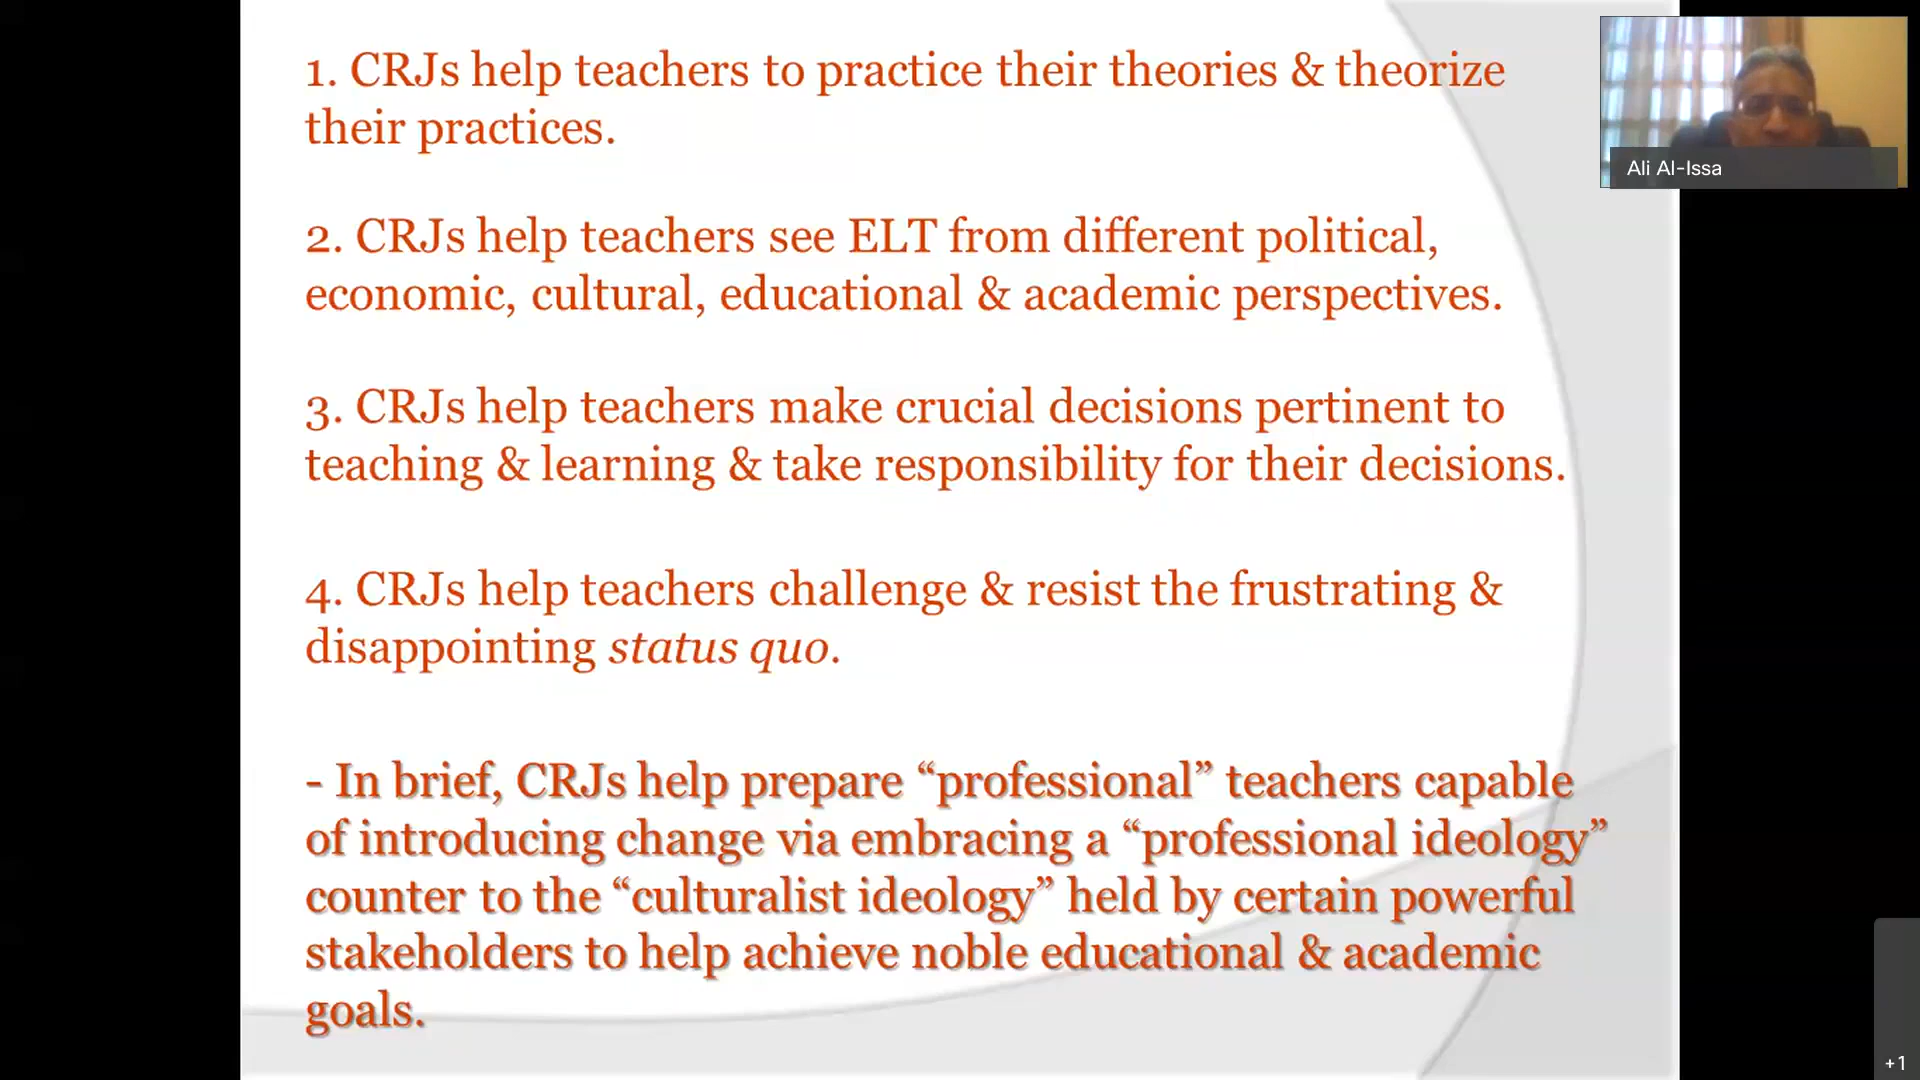 1. CRJs help teachers to practice their theories & theorize
their practices.
2. CRJs help teachers see ELT from different political,
economic, cultural, educational & academic perspectives.
3. CRJs help teachers make crucial decisions pertinent to
teaching & learning & take responsibility for their decisions.
4. CRJs help teachers challenge & resist the frustrating &
disappointing status quo.
- In brief, CRJs help prepare “professional” teachers capable
of introducing change via embracing a “professional ideology”
counter to the “culturalist ideology” held by certain powerful
stakeholders to help achieve noble educational & academic
goals.
Ali Al-Issa
+1